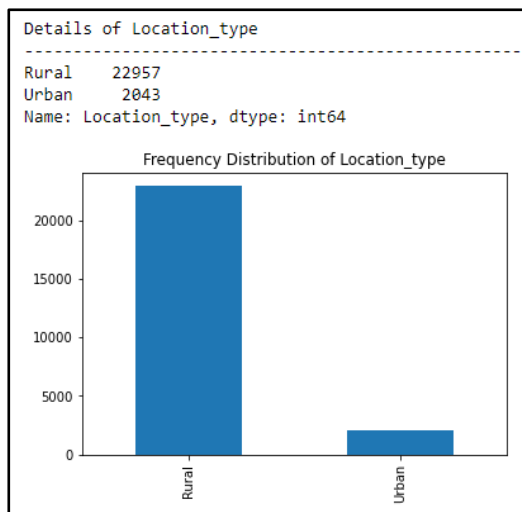 Details of Location_type
--------------------------------------------------
Rural    22957
Urban     2043
Name: Location_type, dtype: int64
Frequency Distribution of Location_type
20000
15000
10000
5000
0
Rural
Urban